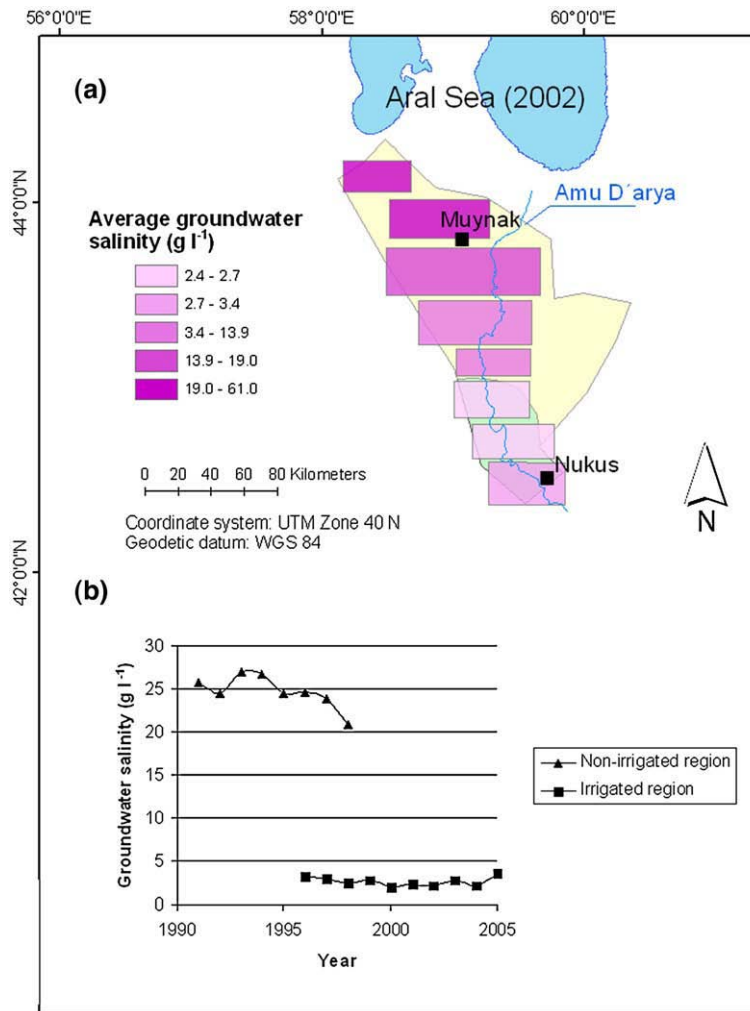 56°0'0"E 58°0'0"E 60°0'0"E
(a)
Aral Sea (2002)
44°0'0"N
Amu D´arya
Muynak
Average groundwater
salinity (g l⁻¹)
2.4 - 2.7
2.7 - 3.4
3.4 - 13.9
13.9 - 19.0
19.0 - 61.0
Nukus
0 20 40 60 80 Kilometers
Coordinate system: UTM Zone 40 N
Geodetic datum: WGS 84
N
42°0'0"N
(b)
Groundwater salinity (g l⁻¹)
30
25
20
15
10
5
0
1990 1995 2000 2005
Year
Non-irrigated region
Irrigated region